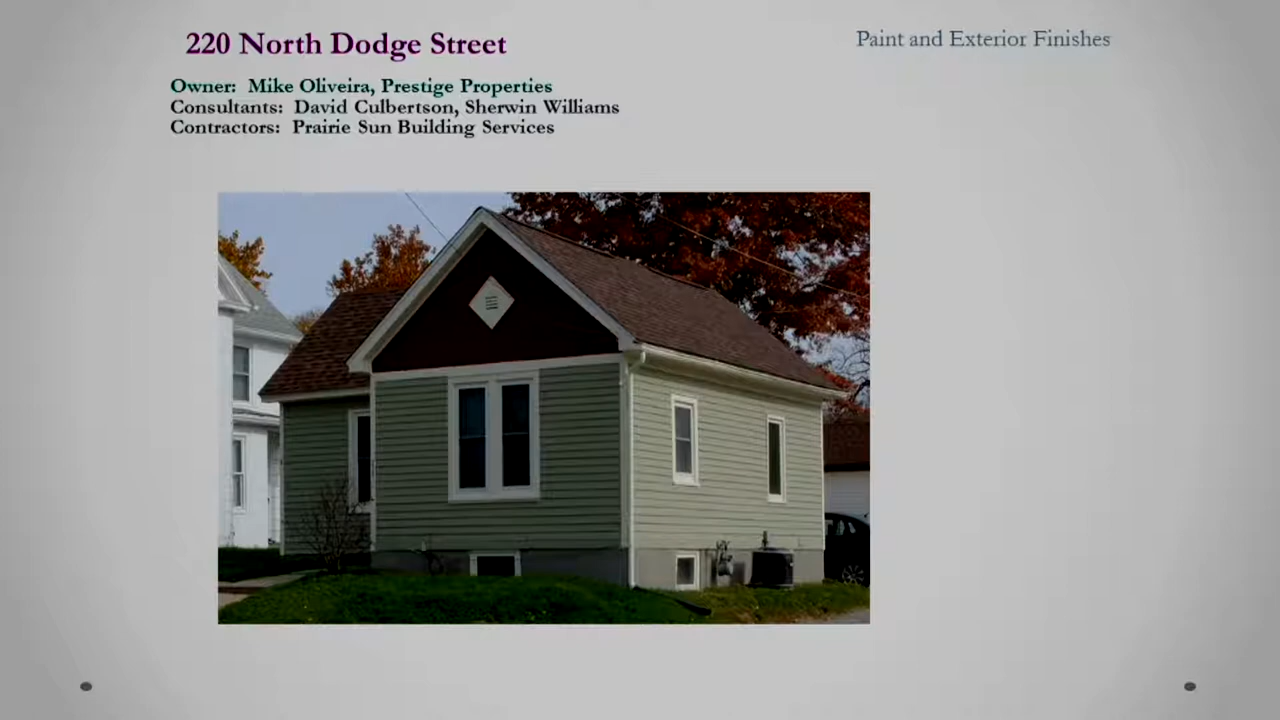 220 North Dodge Street
Paint and Exterior Finishes
Owner: Mike Oliveira, Prestige Properties
Consultants: David Culbertson, Sherwin Williams
Contractors: Prairie Sun Building Services